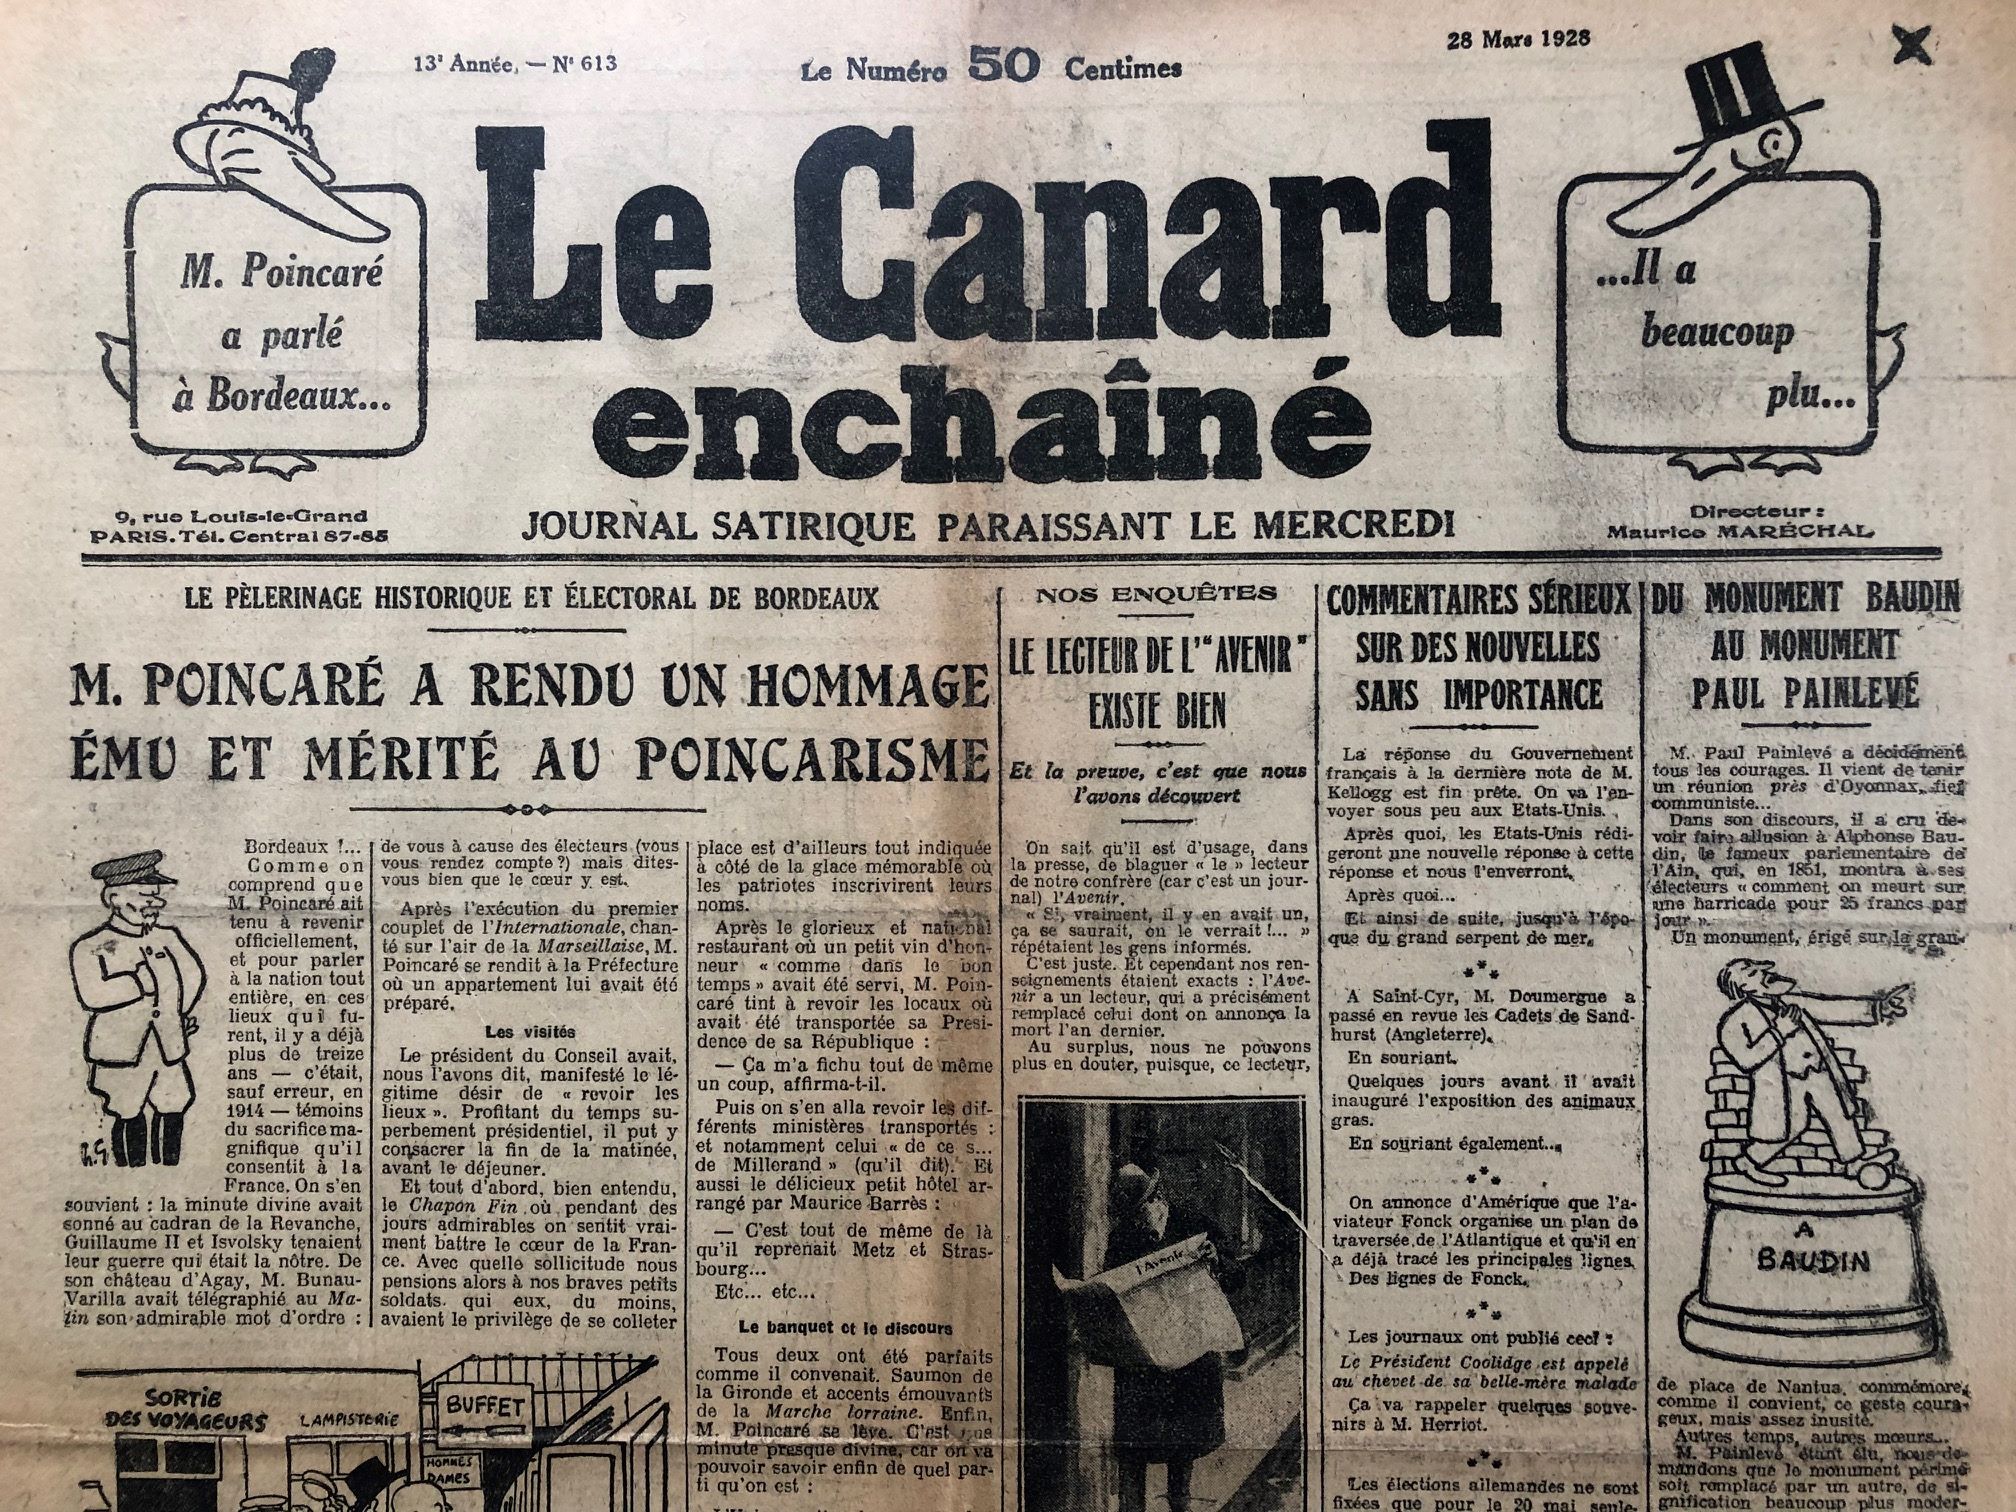 13e Année. — N° 613
Le Numéro 50 Centimes
28 Mars 1928
M. Poincaré
a parlé
à Bordeaux...
Le Canard
enchaîné
...Il a
beaucoup
plu...
9, rue Louis-le-Grand
PARIS. Tél. Central 87-85
JOURNAL SATIRIQUE PARAISSANT LE MERCREDI
Directeur :
Maurice MARÉCHAL
LE PÈLERINAGE HISTORIQUE ET ÉLECTORAL DE BORDEAUX
M. POINCARÉ A RENDU UN HOMMAGE
ÉMU ET MÉRITÉ AU POINCARISME
Bordeaux !...
Comme on
comprend que
M. Poincaré ait
tenu à revenir
officiellement,
et pour parler
à la nation tout
entière, en ces
lieux qui fu-
rent, il y a déjà
plus de treize
ans — c'était,
sauf erreur, en
1914 — témoins
du sacrifice ma-
gnifique qu'il
consentit à la
France. On s'en
souvient : la minute divine avait
sonné au cadran de la Revanche,
Guillaume II et Isvolsky tenaient
leur guerre qui était la nôtre. De
son château d'Agay, M. Bunau-
Varilla avait télégraphié au Ma-
tin son admirable mot d'ordre :
SORTIE
DES VOYAGEURS
LAMPISTERIE
BUFFET
HOMMES
DAMES
de vous à cause des électeurs (vous
vous rendez compte ?) mais dites-
vous bien que le cœur y est.
Après l'exécution du premier
couplet de l'Internationale, chan-
té sur l'air de la Marseillaise, M.
Poincaré se rendit à la Préfecture
où un appartement lui avait été
préparé.
Les visités
Le président du Conseil avait,
nous l'avons dit, manifesté le lé-
gitime désir de « revoir les
lieux ». Profitant du temps su-
perbement présidentiel, il put y
consacrer la fin de la matinée,
avant le déjeuner.
Et tout d'abord, bien entendu,
le Chapon Fin où, pendant des
jours admirables on sentit vrai-
ment battre le cœur de la Fran-
ce. Avec quelle sollicitude nous
pensions alors à nos braves petits
soldats qui eux, du moins,
avaient le privilège de se colleter
place est d'ailleurs tout indiquée
à côté de la glace mémorable où
les patriotes inscrivirent leurs
noms.
Après le glorieux et national
restaurant où un petit vin d'hon-
neur « comme dans le bon
temps » avait été servi, M. Poin-
caré tint à revoir les locaux où
avait été transportée sa Prési-
dence de sa République :
— Ça m'a fichu tout de même
un coup, affirma-t-il.
Puis on s'en alla revoir les dif-
férents ministères transportés :
et notamment celui « de ce s...
de Millerand » (qu'il dit). Et
aussi le délicieux petit hôtel ar-
rangé par Maurice Barrès :
— C'est tout de même de là
qu'il reprenait Metz et Stras-
bourg...
Etc... etc...
Le banquet et le discours
Tous deux ont été parfaits
comme il convenait. Saumon de
la Gironde et accents émouvants
de la Marche lorraine. Enfin,
M. Poincaré se lève. C'est une
minute presque divine, car on va
pouvoir savoir enfin de quel par-
ti qu'on est :
NOS ENQUÊTES
LE LECTEUR DE L'“AVENIR”
EXISTE BIEN
Et la preuve, c'est que nous
l'avons découvert
On sait qu'il est d'usage, dans
la presse, de blaguer « le » lecteur
de notre confrère (car c'est un jour-
nal) l'Avenir.
« Si, vraiment, il y en avait un,
ça se saurait, on le verrait !... »
répétaient les gens informés.
C'est juste. Et cependant nos ren-
seignements étaient exacts : l'Ave-
nir a un lecteur, qui a précisément
remplacé celui dont on annonça la
mort l'an dernier.
Au surplus, nous ne pouvons
plus en douter, puisque, ce lecteur,
l'Avenir
COMMENTAIRES SÉRIEUX
SUR DES NOUVELLES
SANS IMPORTANCE
La réponse du Gouvernement
français à la dernière note de M.
Kellogg est fin prête. On va l'en-
voyer sous peu aux Etats-Unis.
Après quoi, les Etats-Unis rédi-
geront une nouvelle réponse à cette
réponse et nous l'enverront.
Après quoi...
Et ainsi de suite, jusqu'à l'épo-
que du grand serpent de mer.
***
A Saint-Cyr, M. Doumergue a
passé en revue les Cadets de Sand-
hurst (Angleterre).
En souriant.
Quelques jours avant il avait
inauguré l'exposition des animaux
gras.
En souriant également...
***
On annonce d'Amérique que l'a-
viateur Fonck organise un plan de
traversée de l'Atlantique et qu'il en
a déjà tracé les principales lignes.
Des lignes de Fonck.
***
Les journaux ont publié ceci :
Le Président Coolidge est appelé
au chevet de sa belle-mère malade
Ça va rappeler quelques souve-
nirs à M. Herriot.
***
Les élections allemandes ne sont
fixées que pour le 20 mai seule-
DU MONUMENT BAUDIN
AU MONUMENT
PAUL PAINLEVÉ
M. Paul Painlevé a décidément
tous les courages. Il vient de tenir
un réunion près d'Oyonnax, fief
communiste...
Dans son discours, il a cru de-
voir faire allusion à Alphonse Bau-
din, le fameux parlementaire de
l'Ain, qui, en 1851, montra à ses
électeurs « comment on meurt sur
une barricade pour 25 francs par
jour ».
Un monument, érigé sur la gran-
A
BAUDIN
de place de Nantua, commémore,
comme il convient, ce geste coura-
geux, mais assez inusité.
Autres temps, autres mœurs...
M. Painlevé étant élu, nous de-
mandons que le monument périmé
soit remplacé par un autre, de si-
gnification beaucoup plus moder-